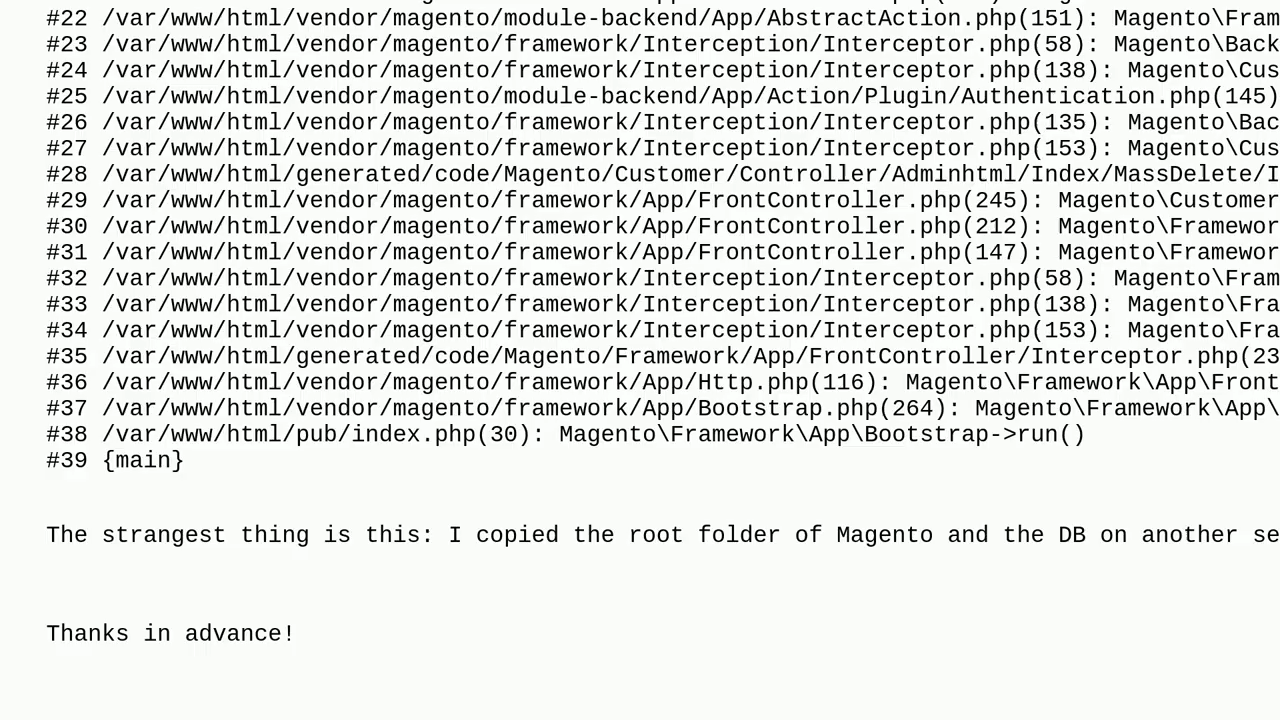 #22 /var/www/html/vendor/magento/module-backend/App/AbstractAction.php(151): Magento\Fram
#23 /var/www/html/vendor/magento/framework/Interception/Interceptor.php(58): Magento\Back
#24 /var/www/html/vendor/magento/framework/Interception/Interceptor.php(138): Magento\Cus
#25 /var/www/html/vendor/magento/module-backend/App/Action/Plugin/Authentication.php(145)
#26 /var/www/html/vendor/magento/framework/Interception/Interceptor.php(135): Magento\Bac
#27 /var/www/html/vendor/magento/framework/Interception/Interceptor.php(153): Magento\Cus
#28 /var/www/html/generated/code/Magento/Customer/Controller/Adminhtml/Index/MassDelete/I
#29 /var/www/html/vendor/magento/framework/App/FrontController.php(245): Magento\Customer
#30 /var/www/html/vendor/magento/framework/App/FrontController.php(212): Magento\Framewor
#31 /var/www/html/vendor/magento/framework/App/FrontController.php(147): Magento\Framewor
#32 /var/www/html/vendor/magento/framework/Interception/Interceptor.php(58): Magento\Fram
#33 /var/www/html/vendor/magento/framework/Interception/Interceptor.php(138): Magento\Fra
#34 /var/www/html/vendor/magento/framework/Interception/Interceptor.php(153): Magento\Fra
#35 /var/www/html/generated/code/Magento/Framework/App/FrontController/Interceptor.php(23
#36 /var/www/html/vendor/magento/framework/App/Http.php(116): Magento\Framework\App\Front
#37 /var/www/html/vendor/magento/framework/App/Bootstrap.php(264): Magento\Framework\App\
#38 /var/www/html/pub/index.php(30): Magento\Framework\App\Bootstrap->run()
#39 {main}
The strangest thing is this: I copied the root folder of Magento and the DB on another se
Thanks in advance!